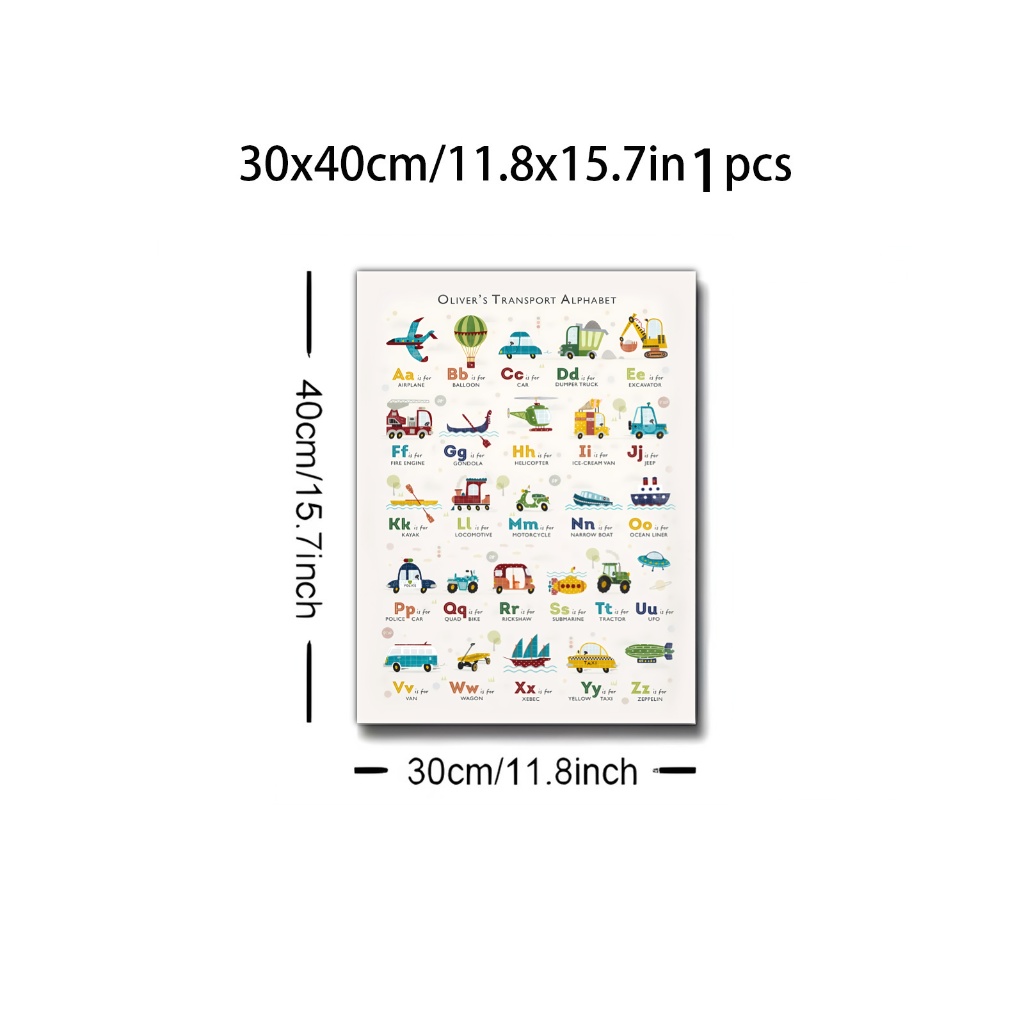 30x40cm/11.8x15.7in 1 pcs
OLIVER'S TRANSPORT ALPHABET
Aa is for
AIRPLANE
Bb is for
BALLOON
Cc is for
CAR
Dd is for
DUMPER TRUCK
Ee is for
EXCAVATOR
Ff is for
FIRE ENGINE
Gg is for
GONDOLA
Hh is for
HELICOPTER
Ii is for
ICE-CREAM VAN
Jj is for
JEEP
Kk is for
KAYAK
Ll is for
LOCOMOTIVE
Mm is for
MOTORCYCLE
Nn is for
NARROW BOAT
Oo is for
OCEAN LINER
POLICE
Pp is for
POLICE CAR
Qq is for
QUAD BIKE
Rr is for
RICKSHAW
Ss is for
SUBMARINE
Tt is for
TRACTOR
Uu is for
UFO
Vv is for
VAN
Ww is for
WAGON
Xx is for
XEBEC
TAXI
Yy is for
YELLOW TAXI
Zz is for
ZEPPELIN
40cm/15.7inch
30cm/11.8inch